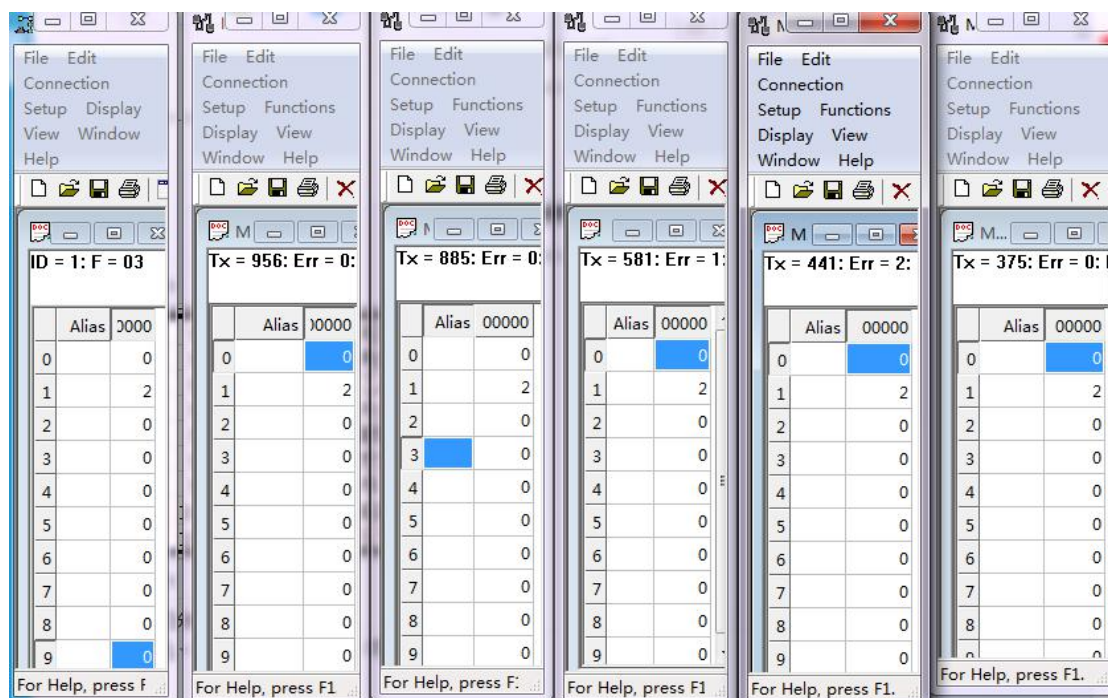 File Edit
Connection
Setup Display
View Window
Help
ID = 1: F = 03
Alias 0000
0 0
1 2
2 0
3 0
4 0
5 0
6 0
7 0
8 0
9 0
For Help, press F
File Edit
Connection
Setup Functions
Display View
Window Help
M
Tx = 956: Err = 0:
Alias 0000
0 0
1 2
2 0
3 0
4 0
5 0
6 0
7 0
8 0
9 0
For Help, press F1
File Edit
Connection
Setup Functions
Display View
Window Help
Tx = 885: Err = 0:
Alias 00000
0 0
1 2
2 0
3 0
4 0
5 0
6 0
7 0
8 0
9 0
For Help, press F
File Edit
Connection
Setup Functions
Display View
Window Help
Tx = 581: Err = 1:
Alias 00000
0 0
1 2
2 0
3 0
4 0
5 0
6 0
7 0
8 0
9 0
For Help, press F1
File Edit
Connection
Setup Functions
Display View
Window Help
M
Tx = 441: Err = 2:
Alias 00000
0 0
1 2
2 0
3 0
4 0
5 0
6 0
7 0
8 0
9 0
For Help, press F1.
File Edit
Connection
Setup Functions
Display View
Window Help
M...
Tx = 375: Err = 0:
Alias 00000
0 0
1 2
2 0
3 0
4 0
5 0
6 0
7 0
8 0
For Help, press F1.